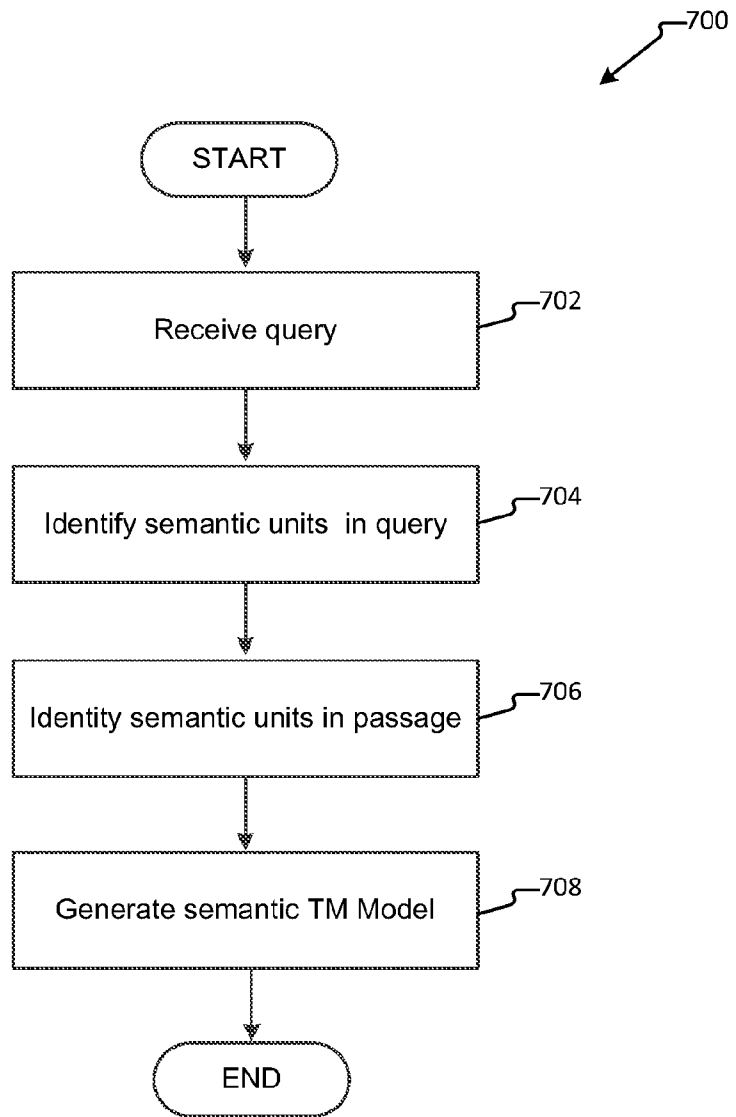 700
START
Receive query
702
Identify semantic units in query
704
Identity semantic units in passage
706
Generate semantic TM Model
708
END